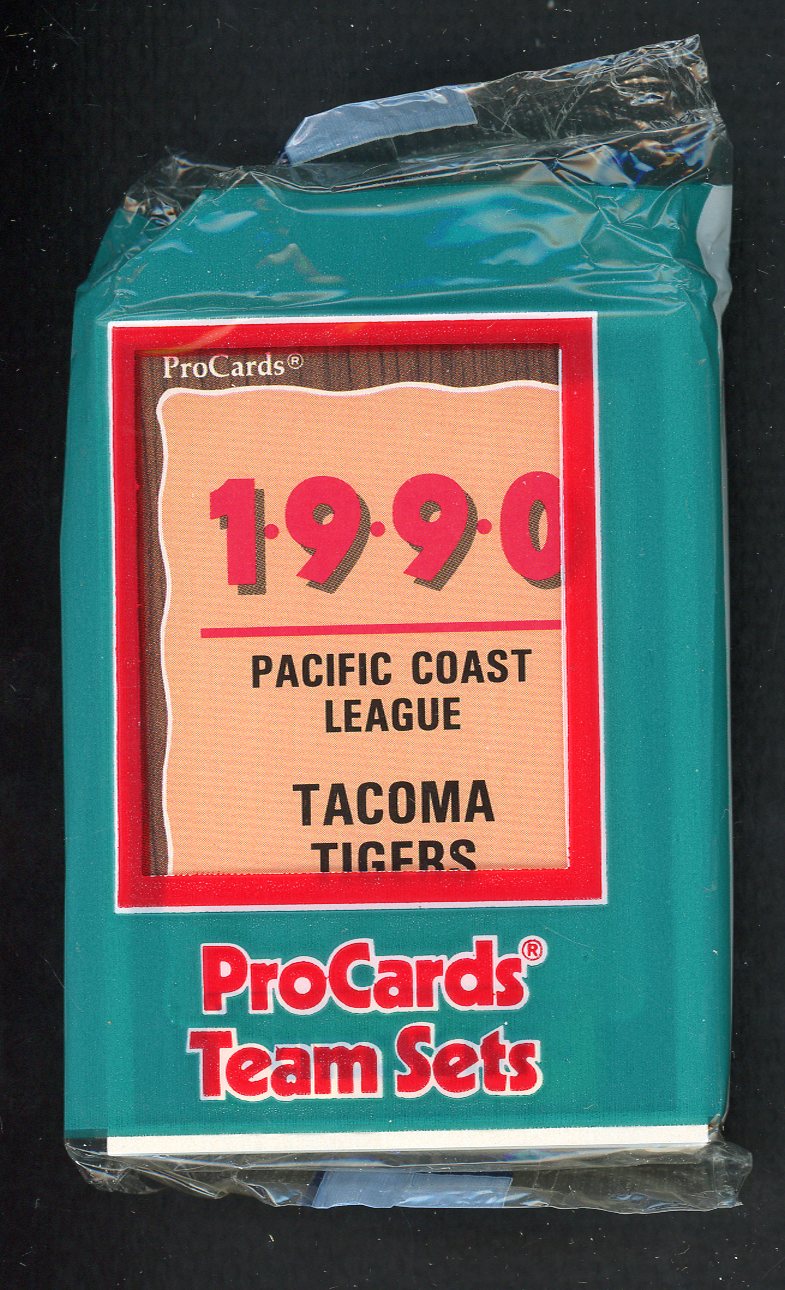 ProCards®
1·9·9·0
PACIFIC COAST
LEAGUE
TACOMA
TIGERS
ProCards®
Team Sets